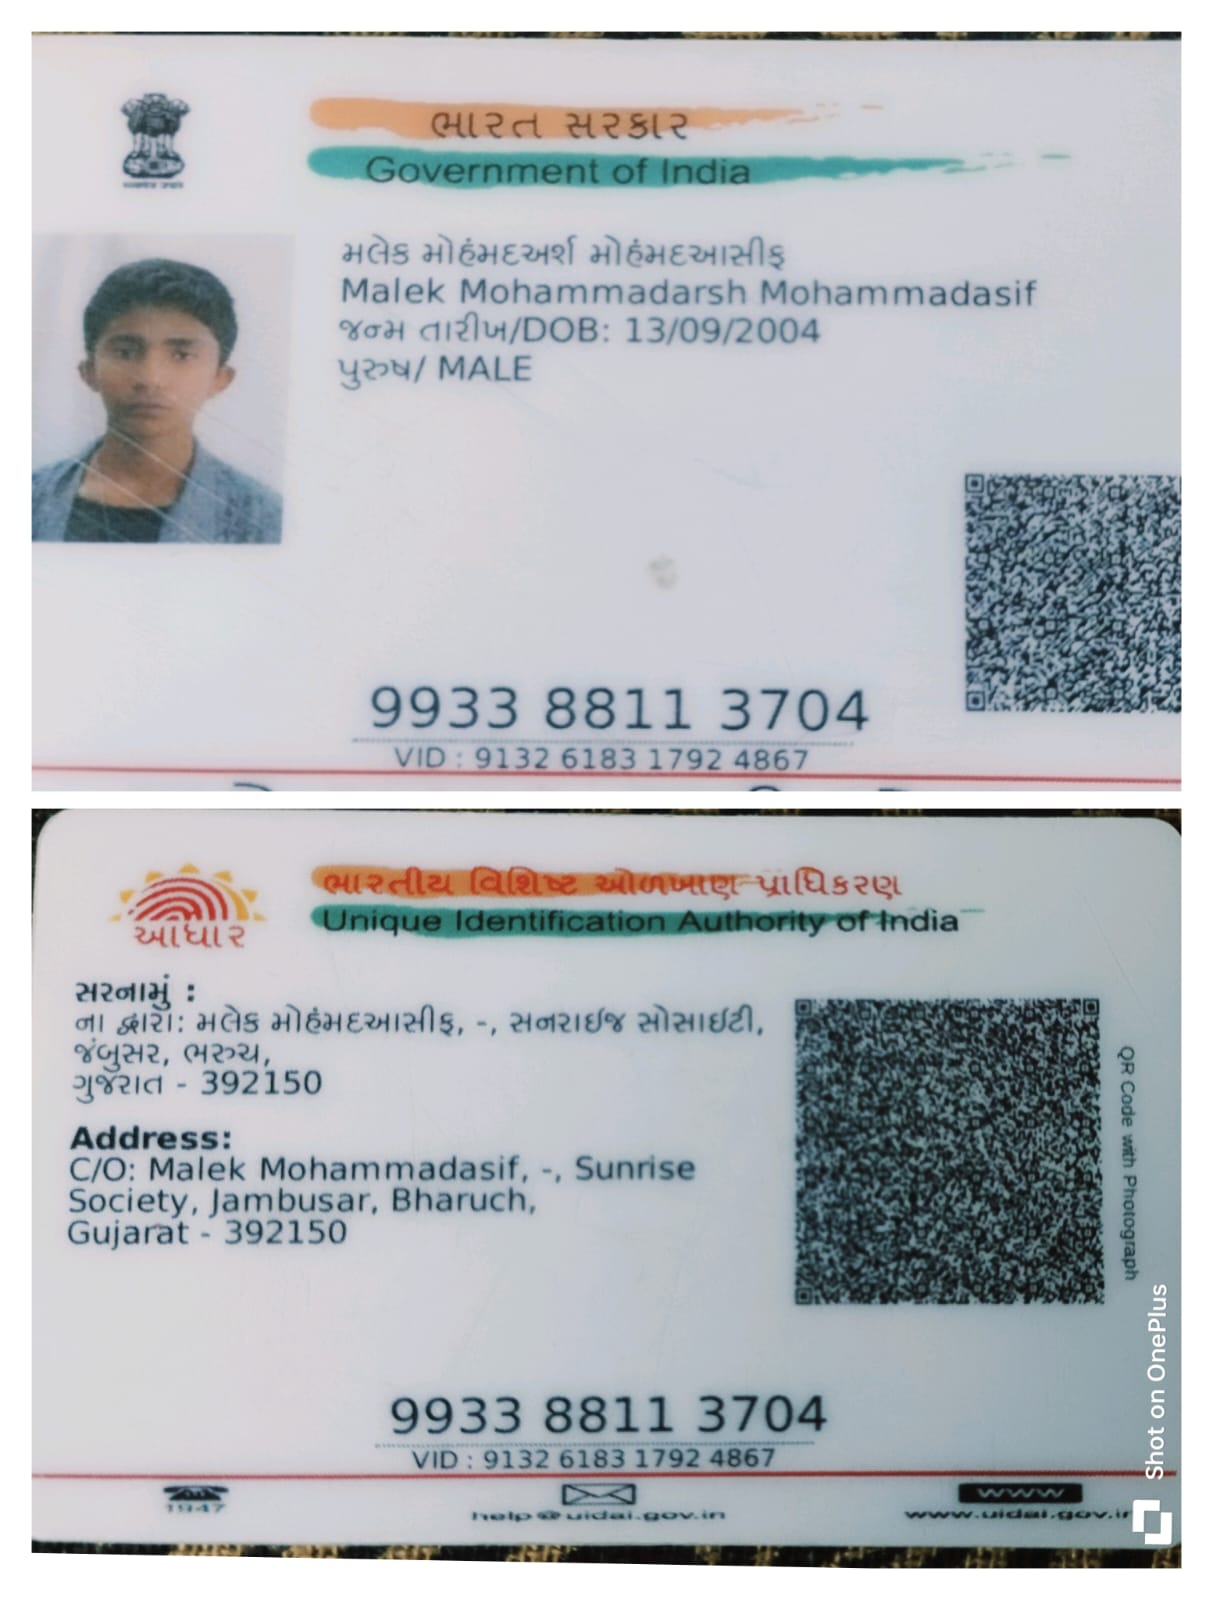 ભારત સરકાર
Government of India
મલેક મોહંમદઅર્શ મોહંમદઆસીફ
Malek Mohammadarsh Mohammadasif
જન્મ તારીખ/DOB: 13/09/2004
પુરુષ/ MALE
9933 8811 3704
VID : 9132 6183 1792 4867
ભારતીય વિશિષ્ટ ઓળખાણ પ્રાધિકરણ
Unique Identification Authority of India
આધાર
સરનામું :
ના દ્વારા: મલેક મોહંમદઆસીફ, -, સનરાઇજ સોસાઇટી,
જંબુસર, ભરુચ,
ગુજરાત - 392150
Address:
C/O: Malek Mohammadasif, -, Sunrise
Society, Jambusar, Bharuch,
Gujarat - 392150
QR Code with Photograph
9933 8811 3704
VID : 9132 6183 1792 4867
1947
help@uidai.gov.in
www
www.uidai.gov.in
Shot on OnePlus